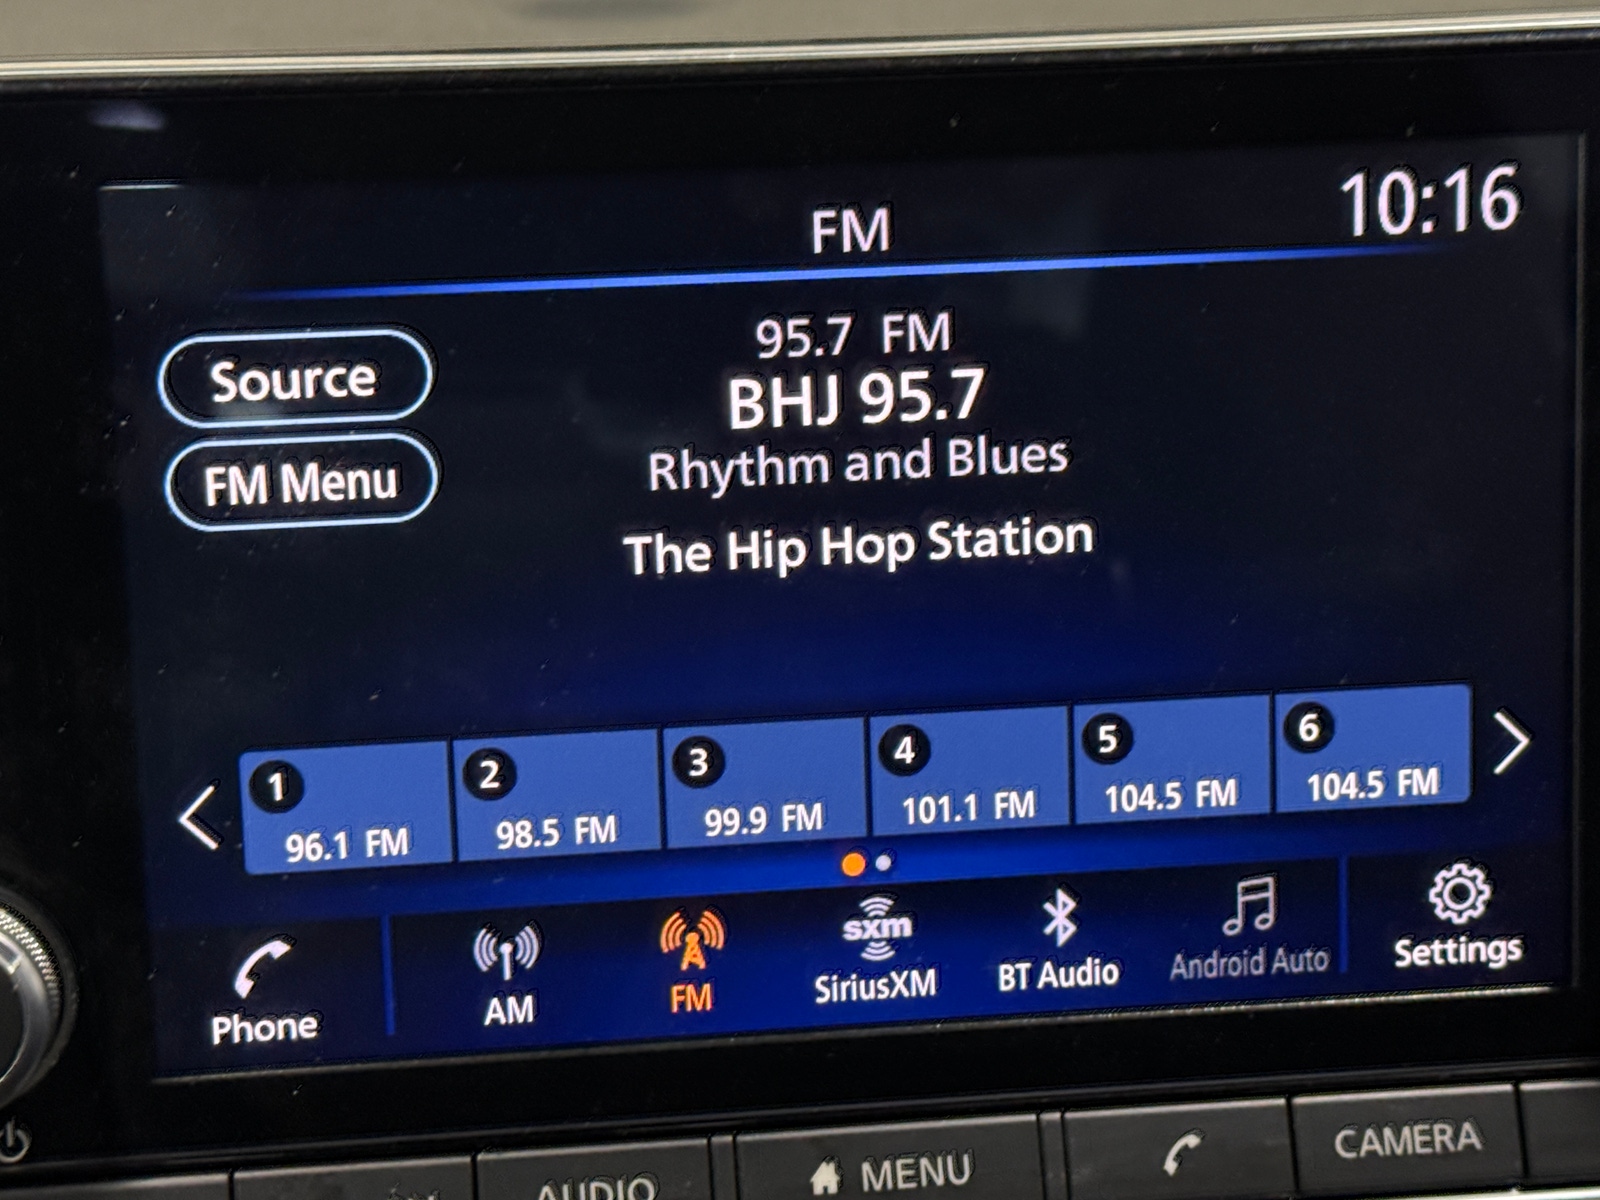 10:16
FM
95.7 FM
BHJ 95.7
Rhythm and Blues
The Hip Hop Station
Source
FM Menu
1 96.1 FM
2 98.5 FM
3 99.9 FM
4 101.1 FM
5 104.5 FM
6 104.5 FM
Phone
AM
FM
sxm
SiriusXM
BT Audio
Android Auto
Settings
AUDIO
MENU
CAMERA